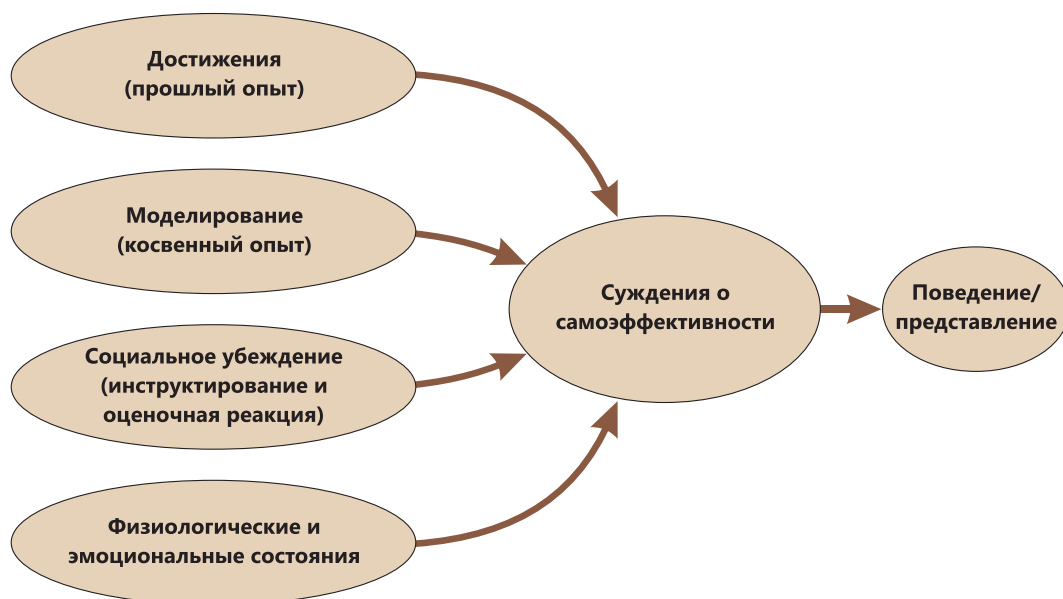 Достижения
(прошлый опыт)
Моделирование
(косвенный опыт)
Социальное убеждение
(инструктирование и
оценочная реакция)
Физиологические и
эмоциональные состояния
Суждения о
самоэффективности
Поведение/
представление